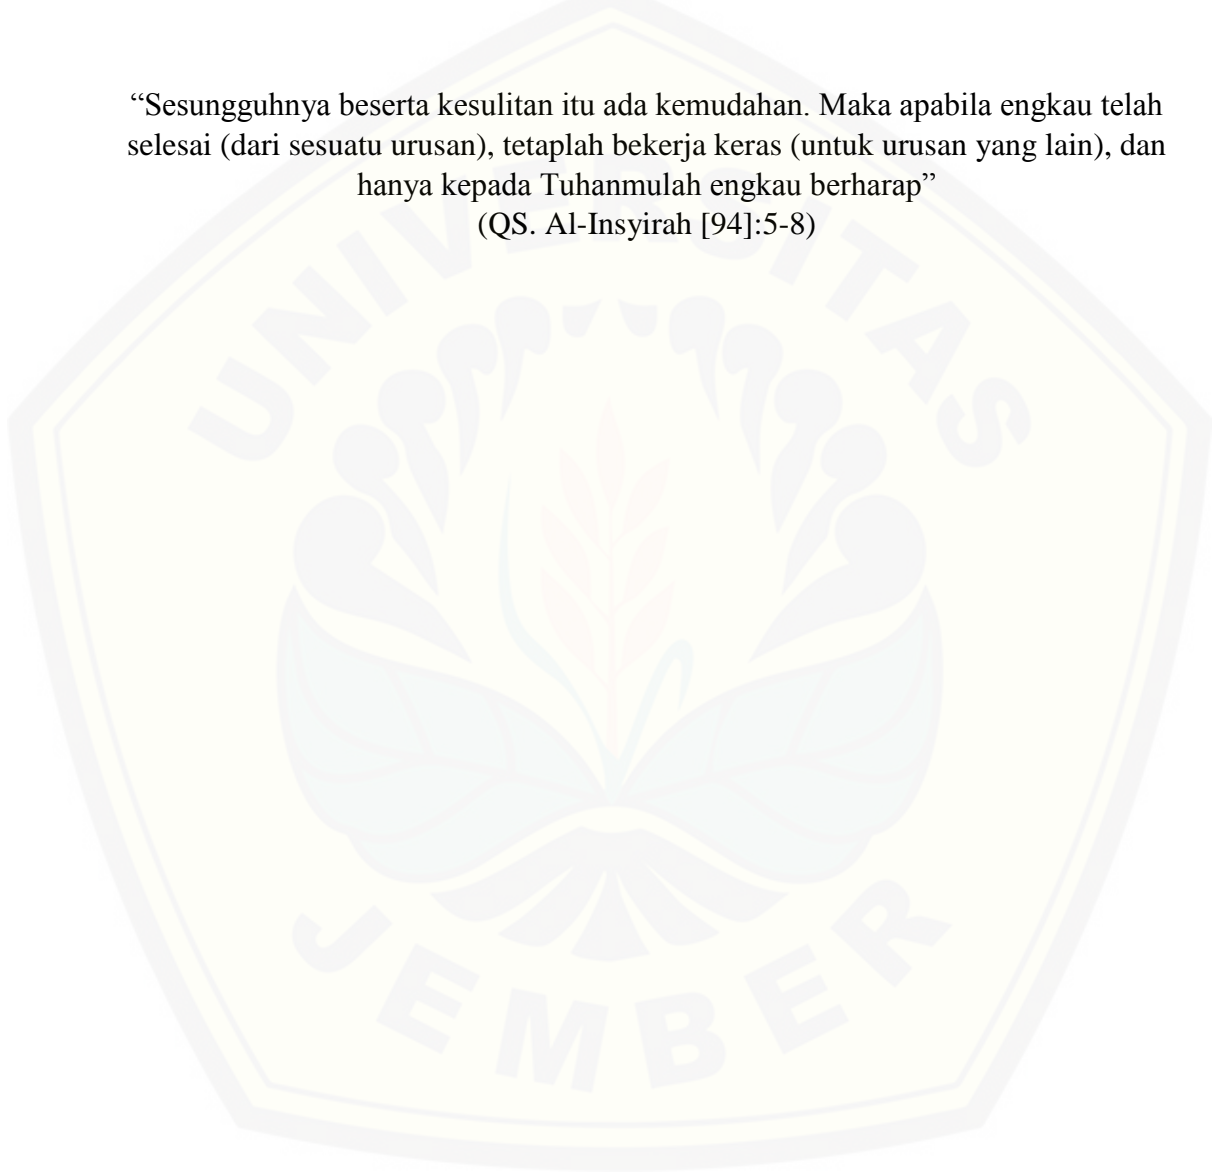 “Sesungguhnya beserta kesulitan itu ada kemudahan. Maka apabila engkau telah
selesai (dari sesuatu urusan), tetaplah bekerja keras (untuk urusan yang lain), dan
hanya kepada Tuhanmulah engkau berharap”
(QS. Al-Insyirah [94]:5-8)
UNIVERSITAS
JEMBER